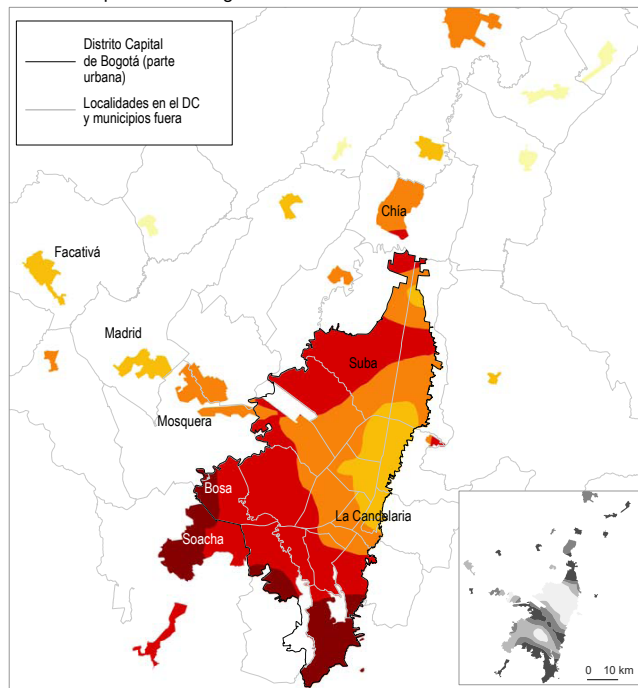 Distrito Capital
de Bogotá (parte
urbana)
Localidades en el DC
y municipios fuera
Chía
Facativá
Madrid
Suba
Mosquera
Bosa
La Candelaria
Soacha
0 10 km